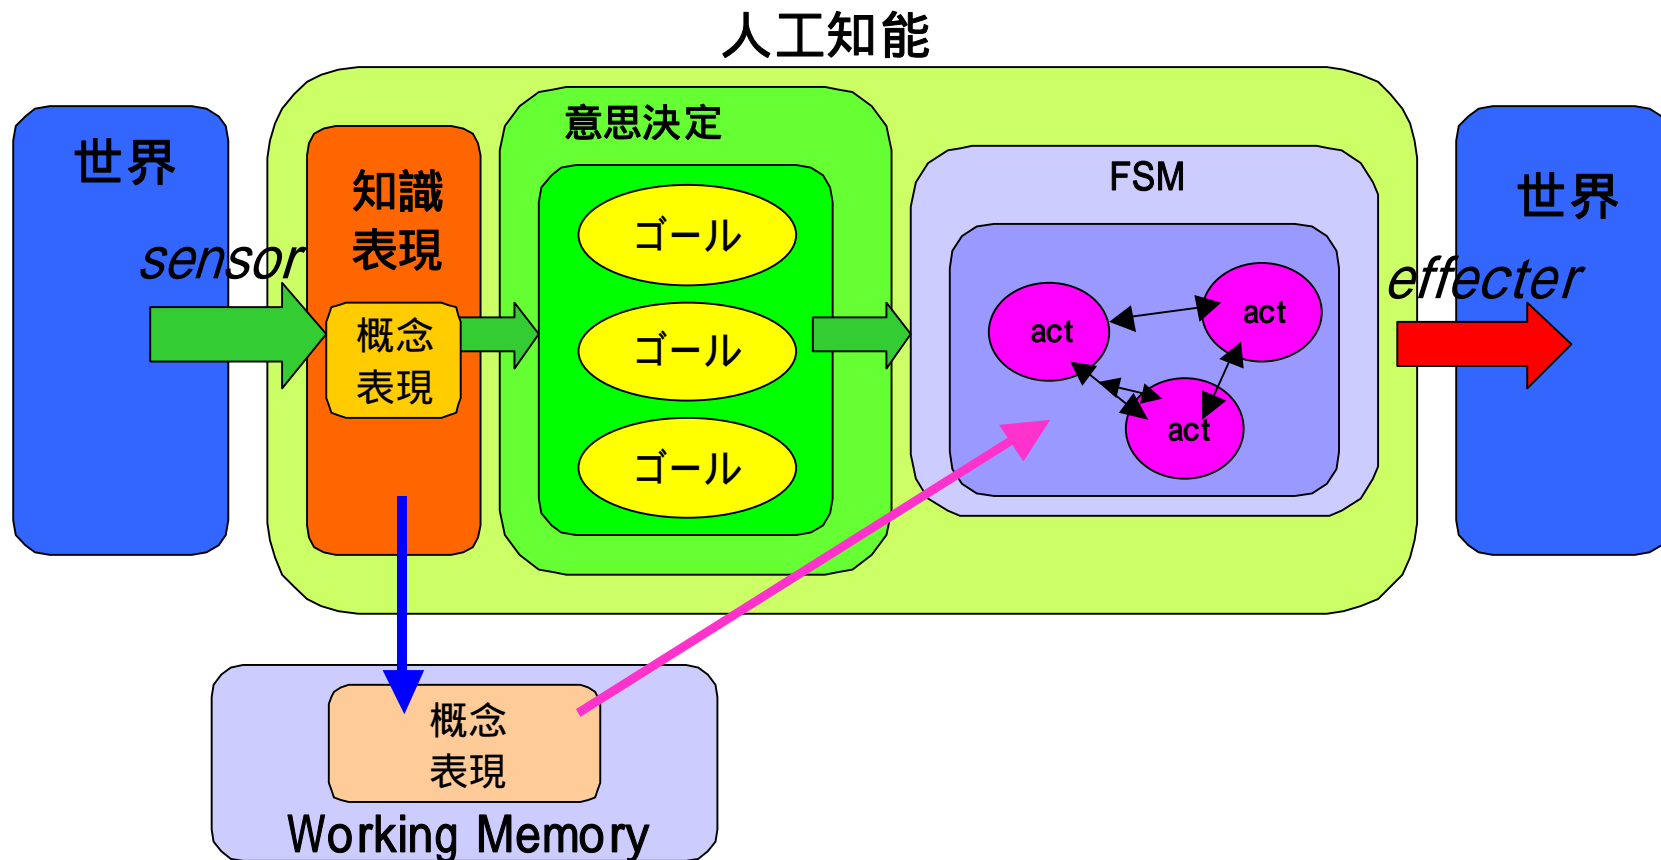 人工知能
世界
sensor
知識
表現
概念
表現
意思決定
ゴール
ゴール
ゴール
FSM
act
act
act
effecter
世界
概念
表現
Working Memory